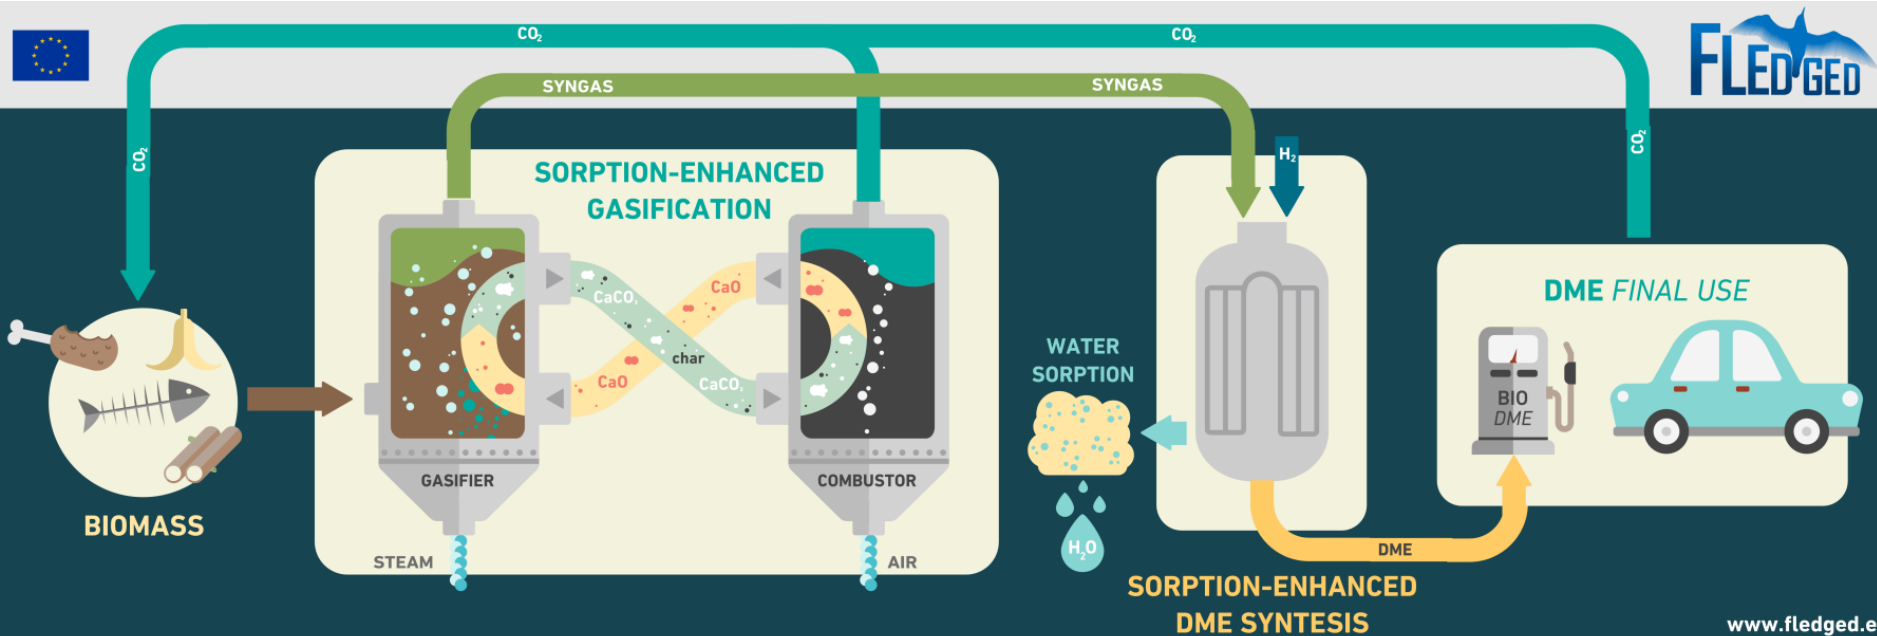 CO₂
CO₂
FLEDGED
SYNGAS
SYNGAS
CO₂
CO₂
H₂
SORPTION-ENHANCED
GASIFICATION
CaCO₃
CaO
char
CaO
CaCO₃
GASIFIER
COMBUSTOR
STEAM
AIR
BIOMASS
WATER
SORPTION
H₂O
DME FINAL USE
BIO
DME
DME
SORPTION-ENHANCED
DME SYNTESIS
www.fledged.e